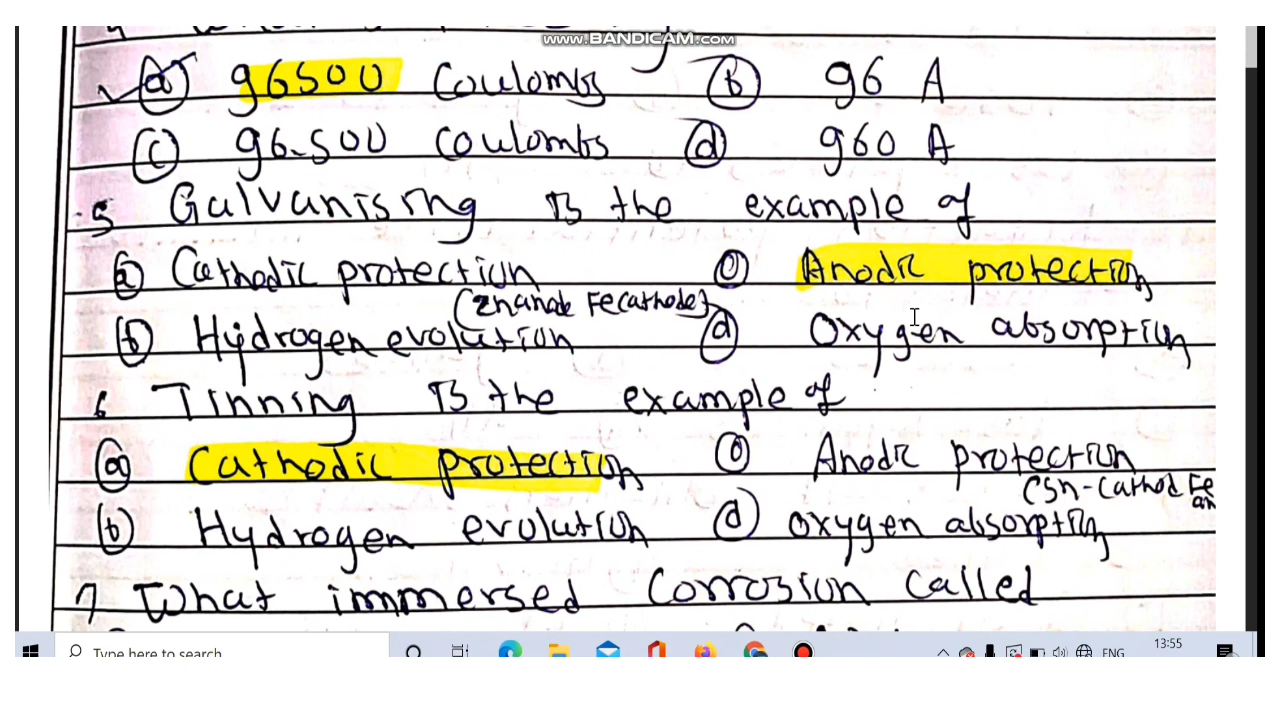 www.BANDICAM.com
(a) 96500 Coulombs (b) 96 A
(c) 96.500 coulombs (d) 960 A
5 Galvanising is the example of
(a) Cathodic protection (c) Anodic protection
(zn anode Fe cathode)
(b) Hydrogen evolution (d) Oxygen absorption
6 Tinning is the example of
(a) Cathodic protection (c) Anodic protection
(Sn-Cathod Fe
an
(b) Hydrogen evolution (d) oxygen absorption
7 What immersed Corrosion called
Type here to search ENG 13:55